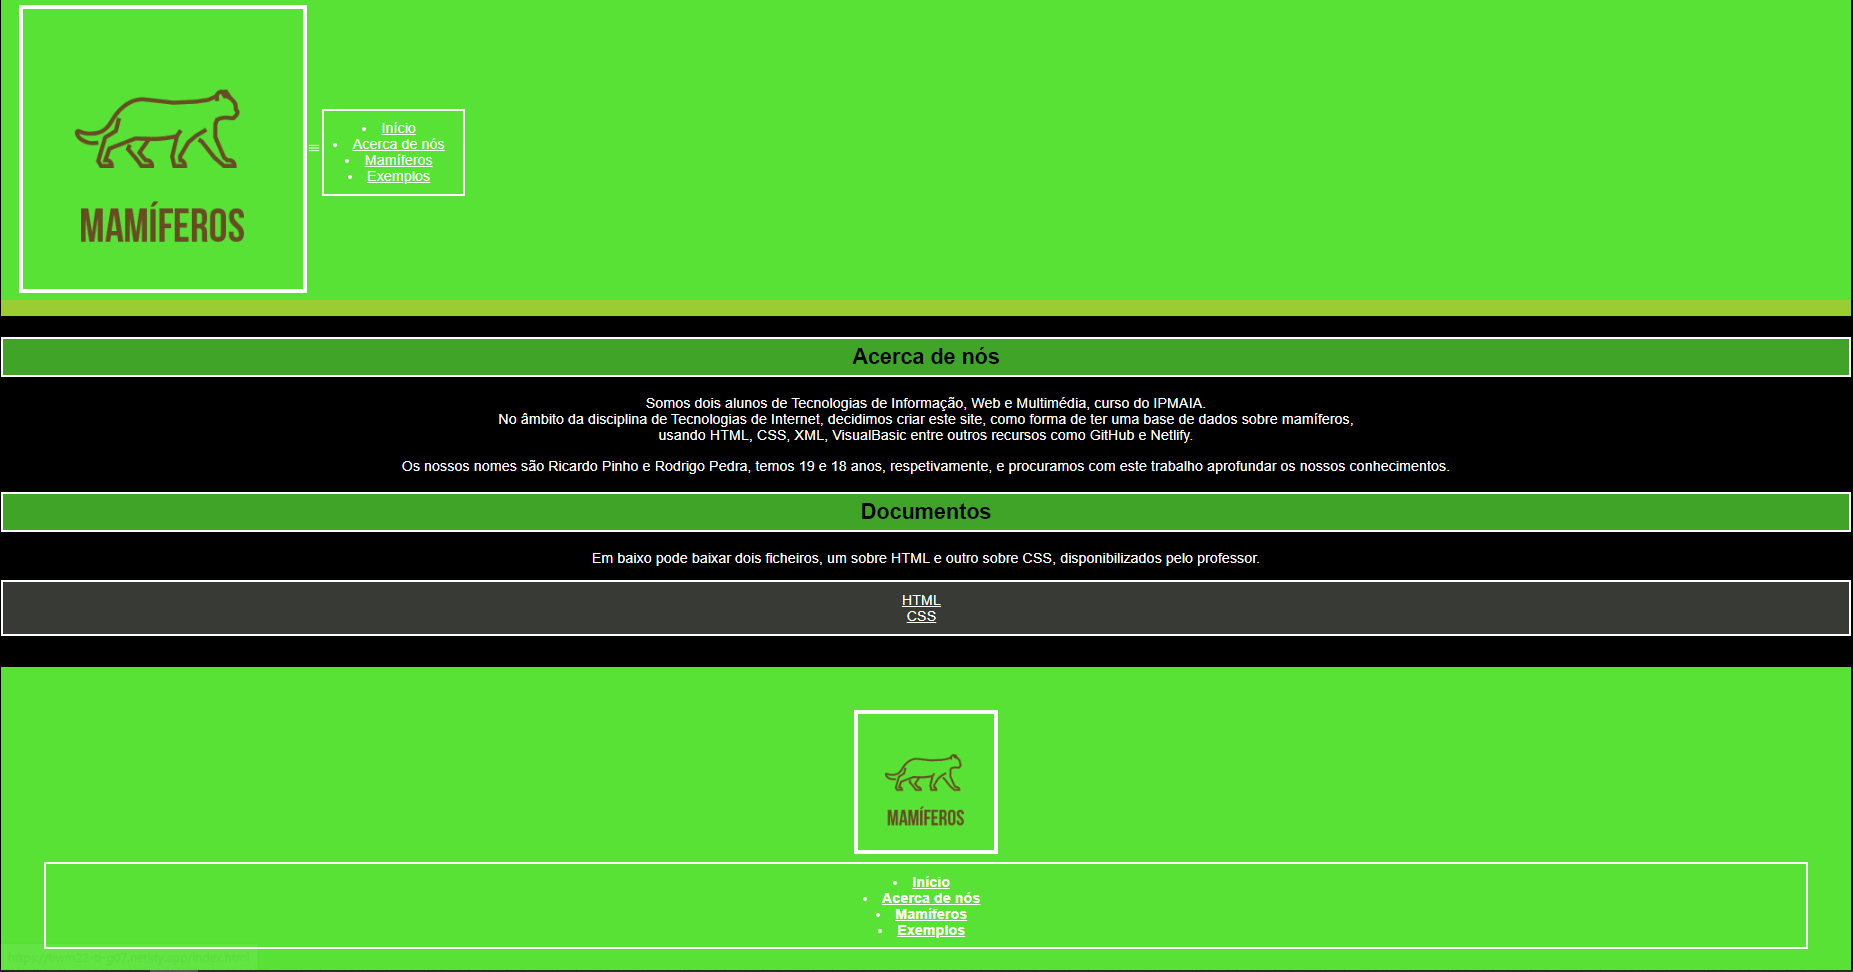 MAMÍFEROS
Início
Acerca de nós
Mamíferos
Exemplos
Acerca de nós
Somos dois alunos de Tecnologias de Informação, Web e Multimédia, curso do IPMAIA.
No âmbito da disciplina de Tecnologias de Internet, decidimos criar este site, como forma de ter uma base de dados sobre mamíferos,
usando HTML, CSS, XML, VisualBasic entre outros recursos como GitHub e Netlify.
Os nossos nomes são Ricardo Pinho e Rodrigo Pedra, temos 19 e 18 anos, respetivamente, e procuramos com este trabalho aprofundar os nossos conhecimentos.
Documentos
Em baixo pode baixar dois ficheiros, um sobre HTML e outro sobre CSS, disponibilizados pelo professor.
HTML
CSS
MAMÍFEROS
Início
Acerca de nós
Mamíferos
Exemplos